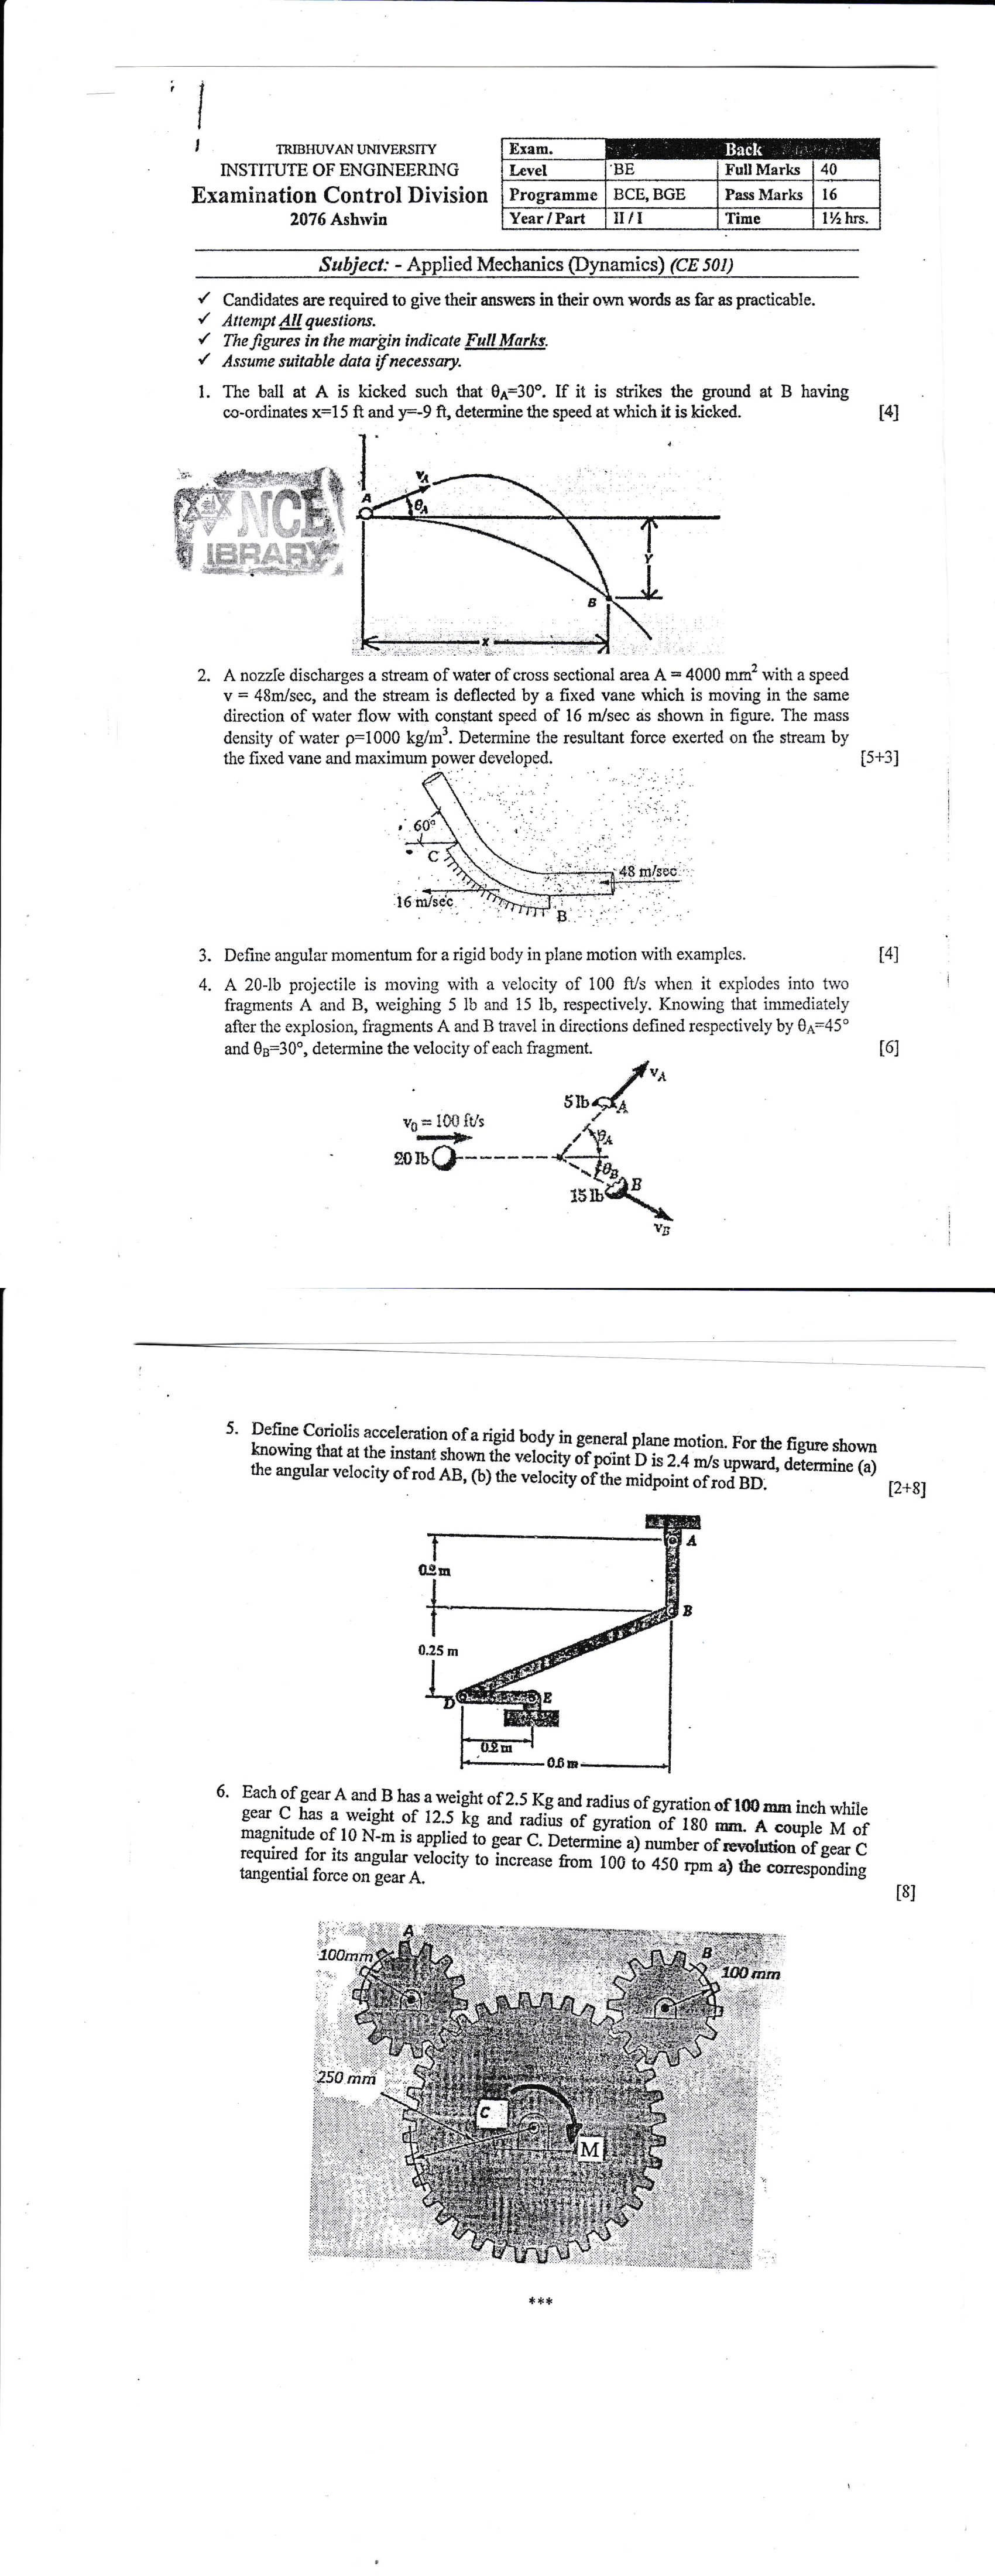 TRIBHUVAN UNIVERSITY
INSTITUTE OF ENGINEERING
Examination Control Division
2076 Ashwin
Exam. Back
Level BE Full Marks 40
Programme BCE, BGE Pass Marks 16
Year / Part II / I Time 1½ hrs.
Subject: - Applied Mechanics (Dynamics) (CE 501)
✓ Candidates are required to give their answers in their own words as far as practicable.
✓ Attempt All questions.
✓ The figures in the margin indicate Full Marks.
✓ Assume suitable data if necessary.
1. The ball at A is kicked such that θA=30°. If it is strikes the ground at B having
co-ordinates x=15 ft and y=-9 ft, determine the speed at which it is kicked. [4]
vA
A
θA
NCE
LIBRARY
Y
B
x
2. A nozzle discharges a stream of water of cross sectional area A = 4000 mm² with a speed
v = 48m/sec, and the stream is deflected by a fixed vane which is moving in the same
direction of water flow with constant speed of 16 m/sec as shown in figure. The mass
density of water ρ=1000 kg/m³. Determine the resultant force exerted on the stream by
the fixed vane and maximum power developed. [5+3]
60°
C
48 m/sec
16 m/sec
B
3. Define angular momentum for a rigid body in plane motion with examples. [4]
4. A 20-lb projectile is moving with a velocity of 100 ft/s when it explodes into two
fragments A and B, weighing 5 lb and 15 lb, respectively. Knowing that immediately
after the explosion, fragments A and B travel in directions defined respectively by θA=45°
and θB=30°, determine the velocity of each fragment. [6]
vA
5 lb A
v0 = 100 ft/s
θA
20 lb
θB
B
15 lb
vB
5. Define Coriolis acceleration of a rigid body in general plane motion. For the figure shown
knowing that at the instant shown the velocity of point D is 2.4 m/s upward, determine (a)
the angular velocity of rod AB, (b) the velocity of the midpoint of rod BD. [2+8]
A
0.2 m
B
0.25 m
D E
0.2 m
0.6 m
6. Each of gear A and B has a weight of 2.5 Kg and radius of gyration of 100 mm inch while
gear C has a weight of 12.5 kg and radius of gyration of 180 mm. A couple M of
magnitude of 10 N-m is applied to gear C. Determine a) number of revolution of gear C
required for its angular velocity to increase from 100 to 450 rpm a) the corresponding
tangential force on gear A. [8]
A
100mm
B
100 mm
250 mm
C
M
***